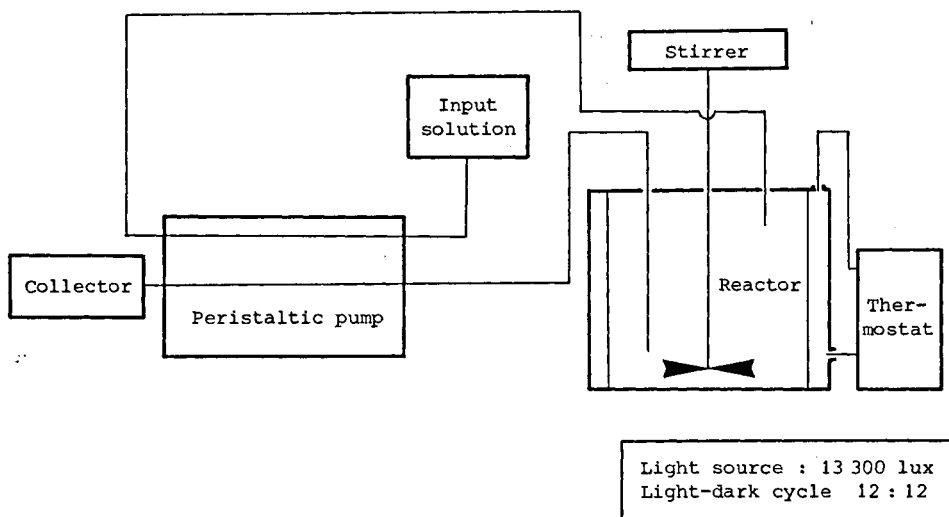 Stirrer
Input
solution
Collector
Peristaltic pump
Reactor
Ther-
mostat
Light source : 13 300 lux
Light-dark cycle 12 : 12